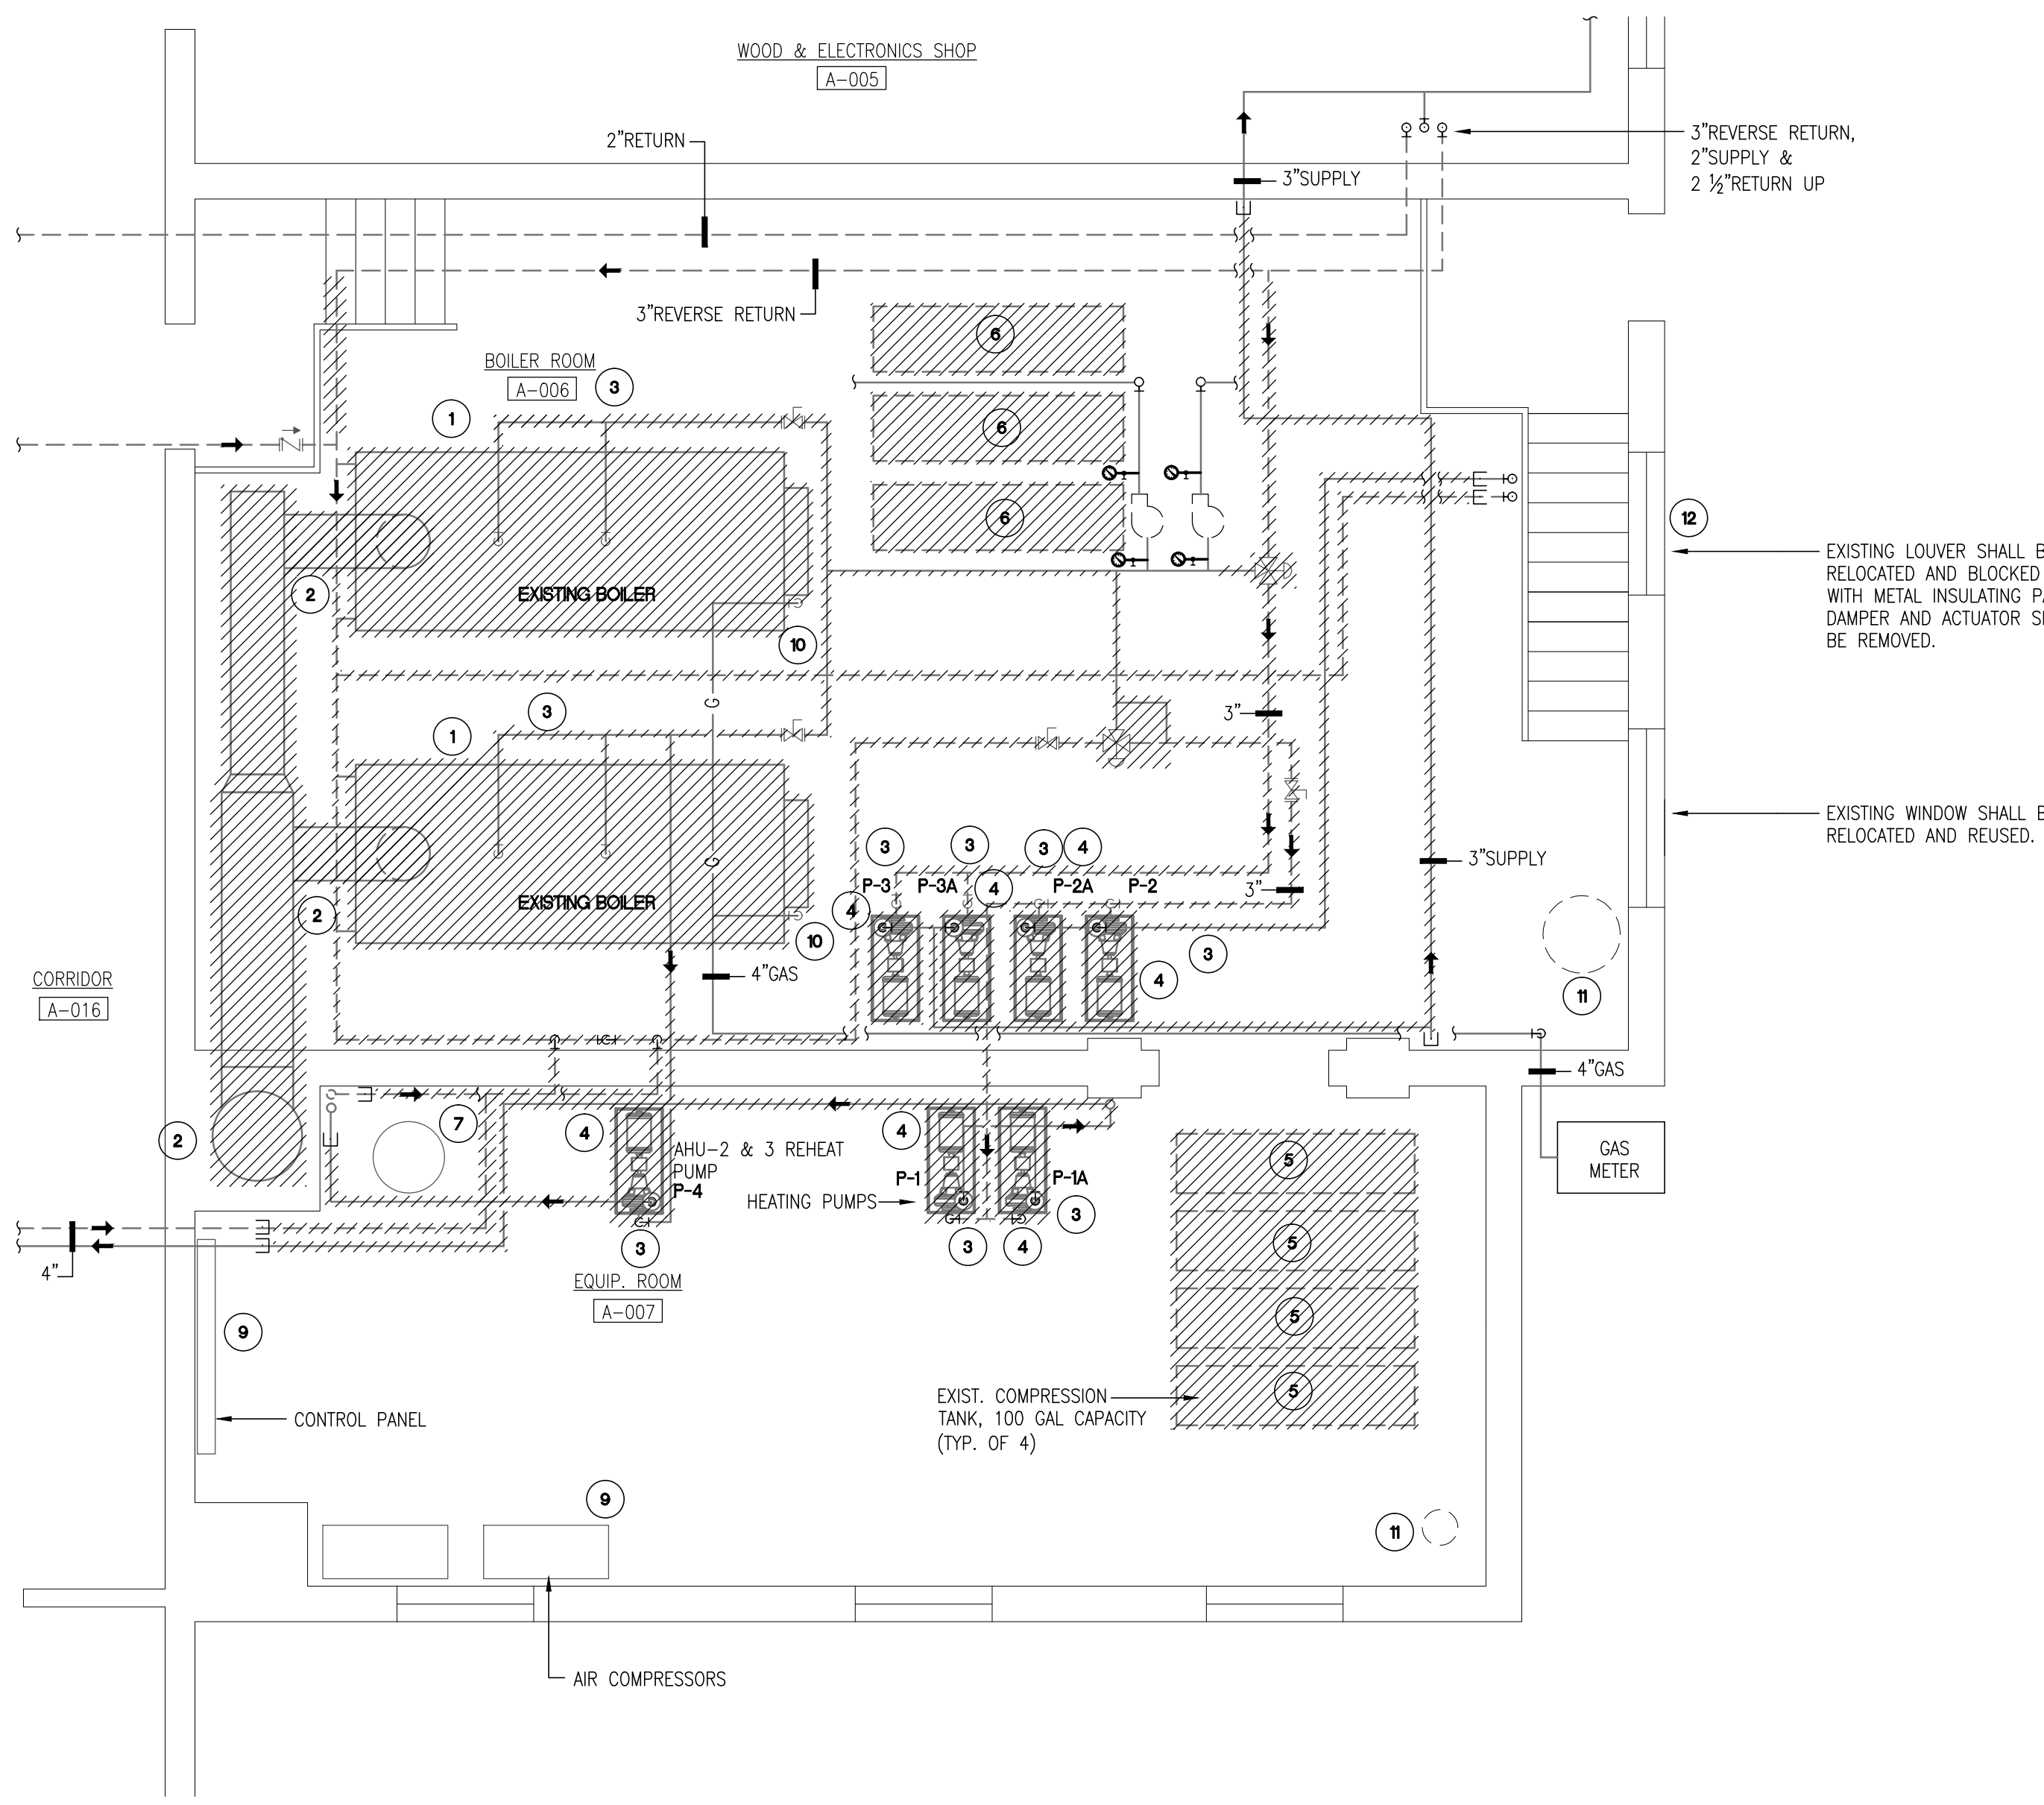 WOOD & ELECTRONICS SHOP
A-005
2"RETURN
3"SUPPLY
3"REVERSE RETURN,
2"SUPPLY &
2 ½"RETURN UP
3"REVERSE RETURN
BOILER ROOM
A-006
3
1
6
6
6
2
EXISTING BOILER
10
12
EXISTING LOUVER SHALL
RELOCATED AND BLOCKED
WITH METAL INSULATING
DAMPER AND ACTUATOR
BE REMOVED.
3
1
G
3"
EXISTING WINDOW SHALL
RELOCATED AND REUSED.
G
3
3
3
4
3"SUPPLY
P-3
P-3A
4
P-2A
P-2
3"
2
EXISTING BOILER
4
10
3
4
4"GAS
11
CORRIDOR
A-016
4"GAS
7
2
4
AHU-2 & 3 REHEAT
PUMP
P-4
4
P-1
P-1A
HEATING PUMPS
3
3
4
3
5
5
5
5
GAS
METER
4"
EQUIP. ROOM
A-007
9
CONTROL PANEL
EXIST. COMPRESSION
TANK, 100 GAL CAPACITY
(TYP. OF 4)
9
11
AIR COMPRESSORS